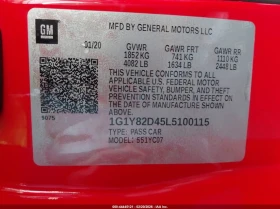 GM
MFD BY GENERAL MOTORS LLC
01/20 GVWR GAWR FRT GAWR RR
1852 KG 741 KG 1110 KG
4082 LB 1634 LB 2448 LB
THIS VEHICLE CONFORMS TO ALL APPLICABLE
U.S. FEDERAL MOTOR VEHICLE
SAFETY, BUMPER, AND THEFT
PREVENTION STANDARDS IN EFFECT
ON THE DATE OF MANUFACTURE
SHOWN ABOVE.
1G1Y82D45L5100115
TYPE: PASS CAR
MODEL: